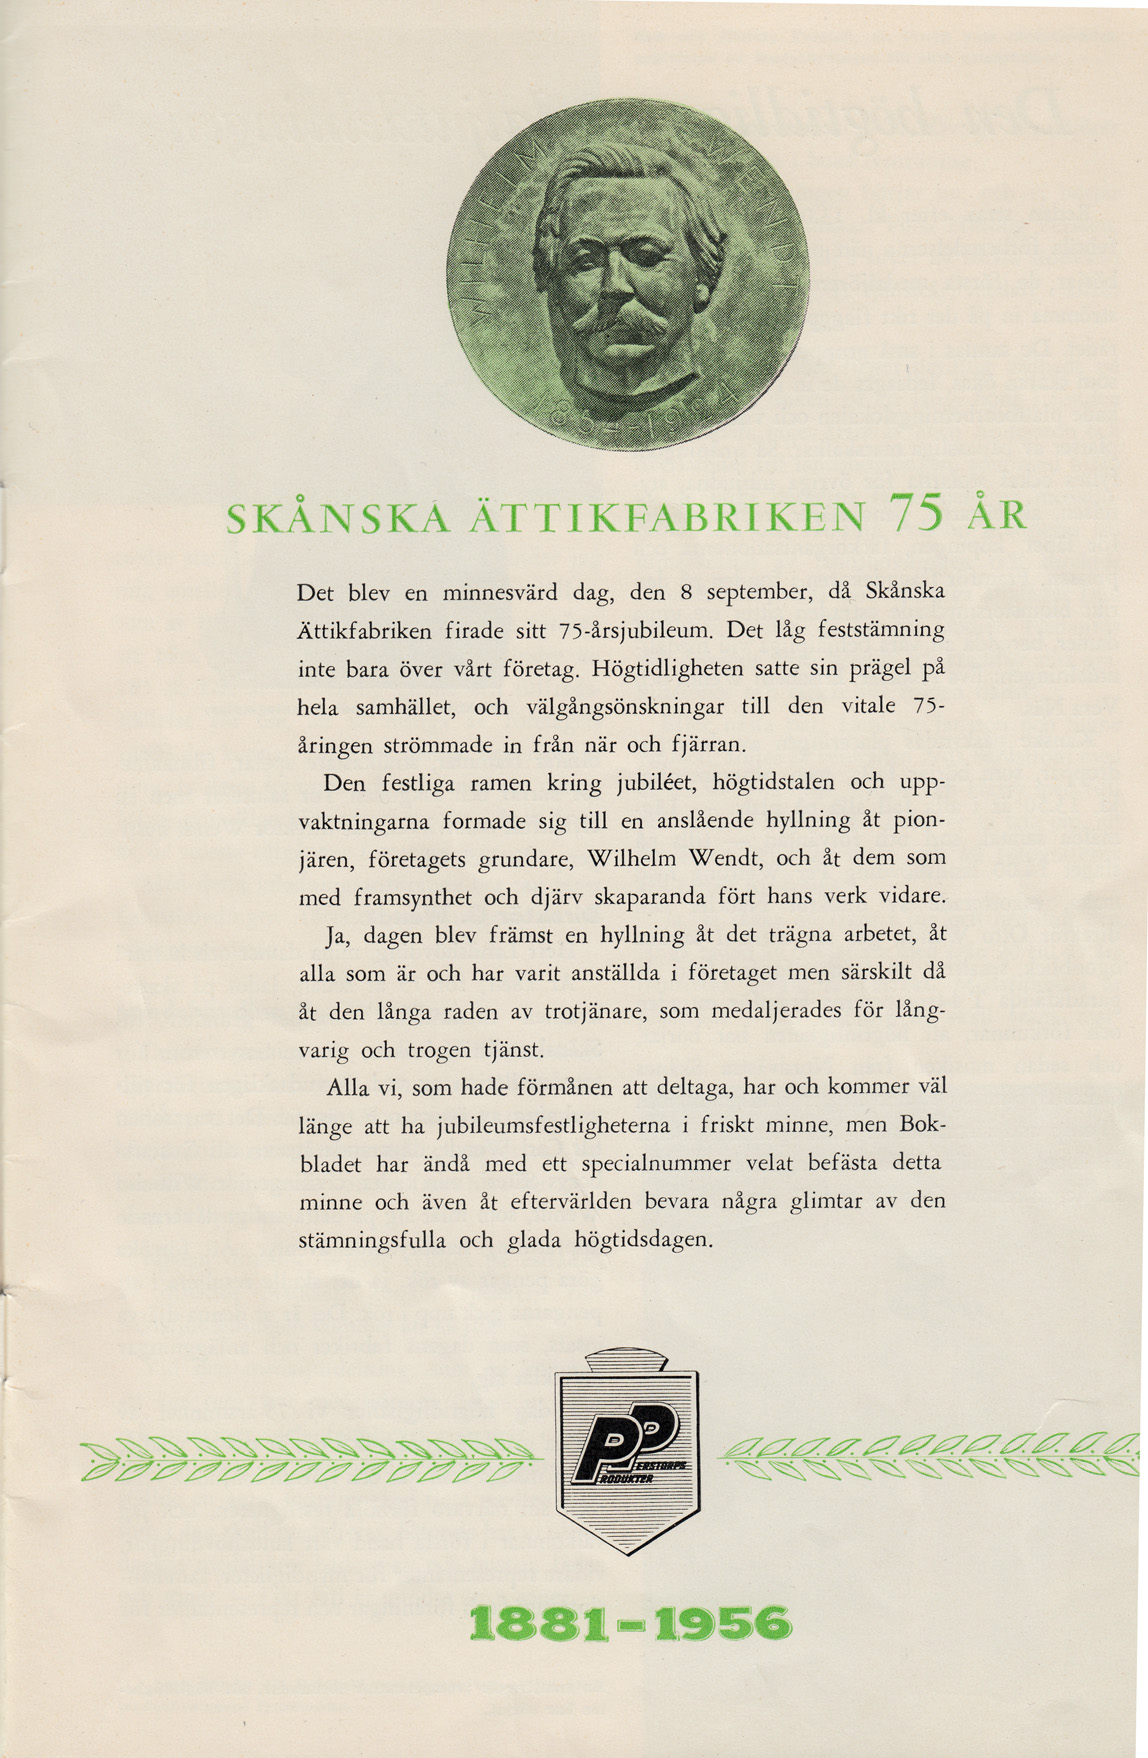 WILHELM WENDT
1864-1924
SKÅNSKA ÄTTIKFABRIKEN 75 ÅR
Det blev en minnesvärd dag, den 8 september, då Skånska
Ättikfabriken firade sitt 75-årsjubileum. Det låg feststämning
inte bara över vårt företag. Högtidligheten satte sin prägel på
hela samhället, och välgångsönskningar till den vitale 75-
åringen strömmade in från när och fjärran.
Den festliga ramen kring jubiléet, högtidstalen och upp-
vaktningarna formade sig till en anslående hyllning åt pion-
jären, företagets grundare, Wilhelm Wendt, och åt dem som
med framsynthet och djärv skaparanda fört hans verk vidare.
Ja, dagen blev främst en hyllning åt det trägna arbetet, åt
alla som är och har varit anställda i företaget men särskilt då
åt den långa raden av trotjänare, som medaljerades för lång-
varig och trogen tjänst.
Alla vi, som hade förmånen att deltaga, har och kommer väl
länge att ha jubileumsfestligheterna i friskt minne, men Bok-
bladet har ändå med ett specialnummer velat befästa detta
minne och även åt eftervärlden bevara några glimtar av den
stämningsfulla och glada högtidsdagen.
PERSTORPS
PRODUKTER
1881-1956